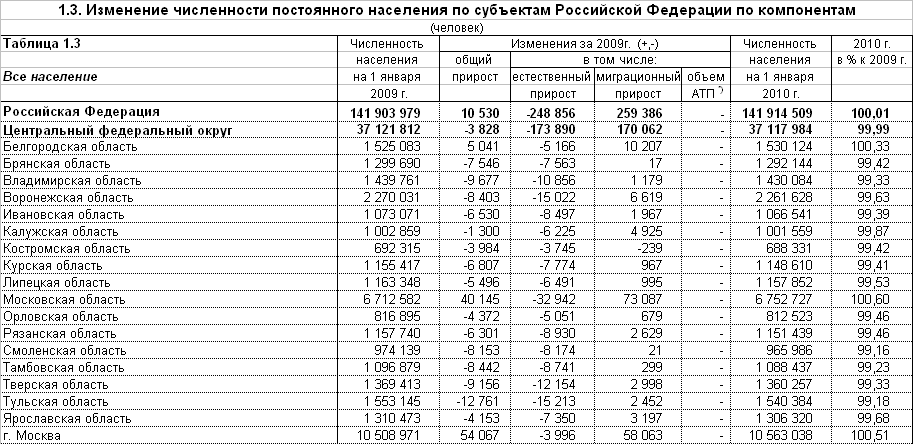 1.3. Изменение численности постоянного населения по субъектам Российской Федерации по компонентам
(человек)
Таблица 1.3 Численность Изменения за 2009г. (+,-) Численность 2010 г.
населения общий в том числе: населения в % к 2009 г.
Все население на 1 января прирост естественный миграционный объем на 1 января
2009 г. прирост прирост АТП *) 2010 г.
Российская Федерация 141 903 979 10 530 -248 856 259 386 - 141 914 509 100,01
Центральный федеральный округ 37 121 812 -3 828 -173 890 170 062 - 37 117 984 99,99
Белгородская область 1 525 083 5 041 -5 166 10 207 - 1 530 124 100,33
Брянская область 1 299 690 -7 546 -7 563 17 - 1 292 144 99,42
Владимирская область 1 439 761 -9 677 -10 856 1 179 - 1 430 084 99,33
Воронежская область 2 270 031 -8 403 -15 022 6 619 - 2 261 628 99,63
Ивановская область 1 073 071 -6 530 -8 497 1 967 - 1 066 541 99,39
Калужская область 1 002 859 -1 300 -6 225 4 925 - 1 001 559 99,87
Костромская область 692 315 -3 984 -3 745 -239 - 688 331 99,42
Курская область 1 155 417 -6 807 -7 774 967 - 1 148 610 99,41
Липецкая область 1 163 348 -5 496 -6 491 995 - 1 157 852 99,53
Московская область 6 712 582 40 145 -32 942 73 087 - 6 752 727 100,60
Орловская область 816 895 -4 372 -5 051 679 - 812 523 99,46
Рязанская область 1 157 740 -6 301 -8 930 2 629 - 1 151 439 99,46
Смоленская область 974 139 -8 153 -8 174 21 - 965 986 99,16
Тамбовская область 1 096 879 -8 442 -8 741 299 - 1 088 437 99,23
Тверская область 1 369 413 -9 156 -12 154 2 998 - 1 360 257 99,33
Тульская область 1 553 145 -12 761 -15 213 2 452 - 1 540 384 99,18
Ярославская область 1 310 473 -4 153 -7 350 3 197 - 1 306 320 99,68
г. Москва 10 508 971 54 067 -3 996 58 063 - 10 563 038 100,51